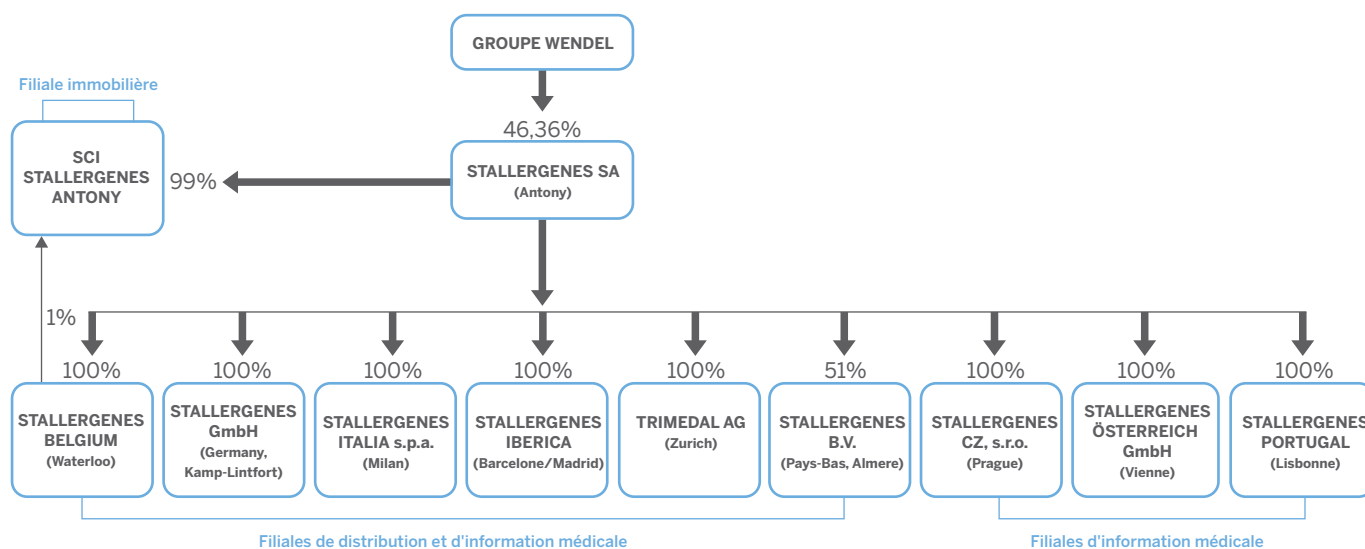 GROUPE WENDEL
Filiale immobilière
46,36%
SCI
STALLERGENES
ANTONY
99%
STALLERGENES SA
(Antony)
1%
100%
100%
100%
100%
100%
51%
100%
100%
100%
STALLERGENES
BELGIUM
(Waterloo)
STALLERGENES
GmbH
(Germany,
Kamp-Lintfort)
STALLERGENES
ITALIA s.p.a.
(Milan)
STALLERGENES
IBERICA
(Barcelone/Madrid)
TRIMEDAL AG
(Zurich)
STALLERGENES
B.V.
(Pays-Bas, Almere)
STALLERGENES
CZ, s.r.o.
(Prague)
STALLERGENES
ÖSTERREICH
GmbH
(Vienne)
STALLERGENES
PORTUGAL
(Lisbonne)
Filiales de distribution et d'information médicale
Filiales d'information médicale